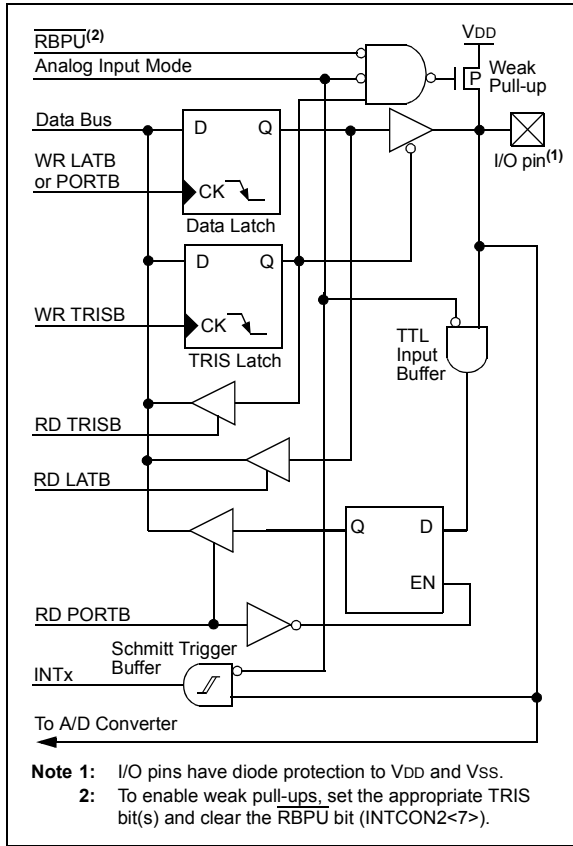 RBPU(2)
Analog Input Mode
VDD
P
Weak
Pull-up
Data Bus
D Q
I/O pin(1)
WR LATB
or PORTB
CK
Data Latch
D Q
WR TRISB
CK
TRIS Latch
TTL
Input
Buffer
RD TRISB
RD LATB
Q D
EN
RD PORTB
Schmitt Trigger
Buffer
INTx
To A/D Converter
Note 1: I/O pins have diode protection to VDD and VSS.
2: To enable weak pull-ups, set the appropriate TRIS
bit(s) and clear the RBPU bit (INTCON2<7>).